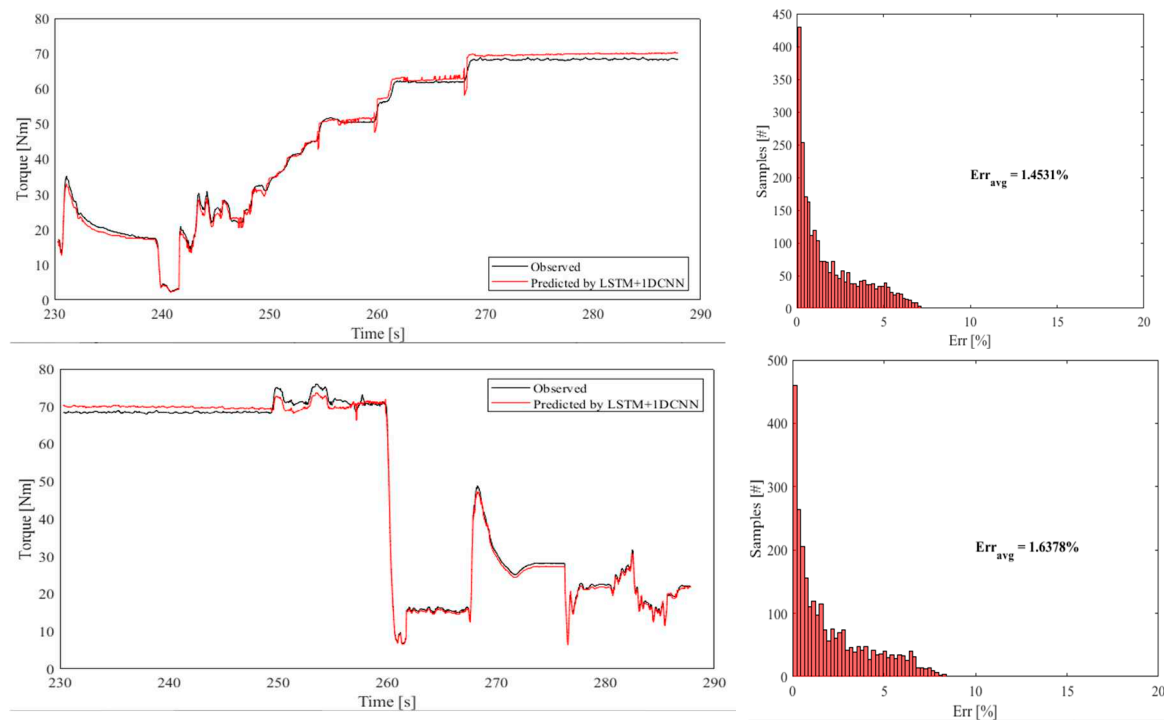 80
70
60
50
40
30
20
10
0
Torque [Nm]
Observed
Predicted by LSTM+1DCNN
230 240 250 260 270 280 290
Time [s]
450
400
350
300
250
200
150
100
50
0
Samples [#]
Err_avg = 1.4531%
0 5 10 15 20
Err [%]
80
70
60
50
40
30
20
10
0
Torque [Nm]
Observed
Predicted by LSTM+1DCNN
230 240 250 260 270 280 290
Time [s]
500
400
300
200
100
0
Samples [#]
Err_avg = 1.6378%
0 5 10 15 20
Err [%]